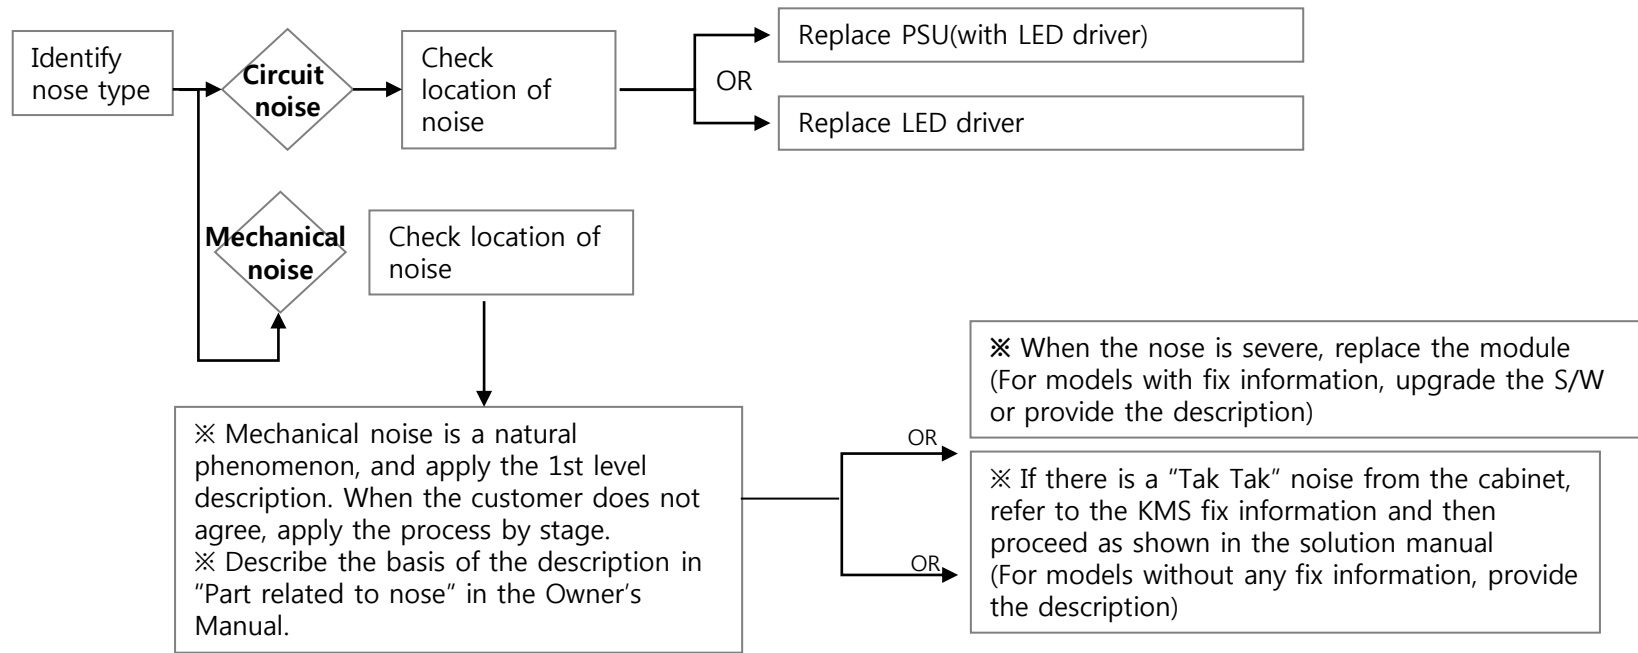 Identify
nose type
Circuit
noise
Check
location of
noise
Replace PSU(with LED driver)
OR
Replace LED driver
Mechanical
noise
Check location of
noise
※ Mechanical noise is a natural
phenomenon, and apply the 1st level
description. When the customer does not
agree, apply the process by stage.
※ Describe the basis of the description in
“Part related to nose” in the Owner’s
Manual.
OR
※ When the nose is severe, replace the module
(For models with fix information, upgrade the S/W
or provide the description)
OR
※ If there is a “Tak Tak” noise from the cabinet,
refer to the KMS fix information and then
proceed as shown in the solution manual
(For models without any fix information, provide
the description)